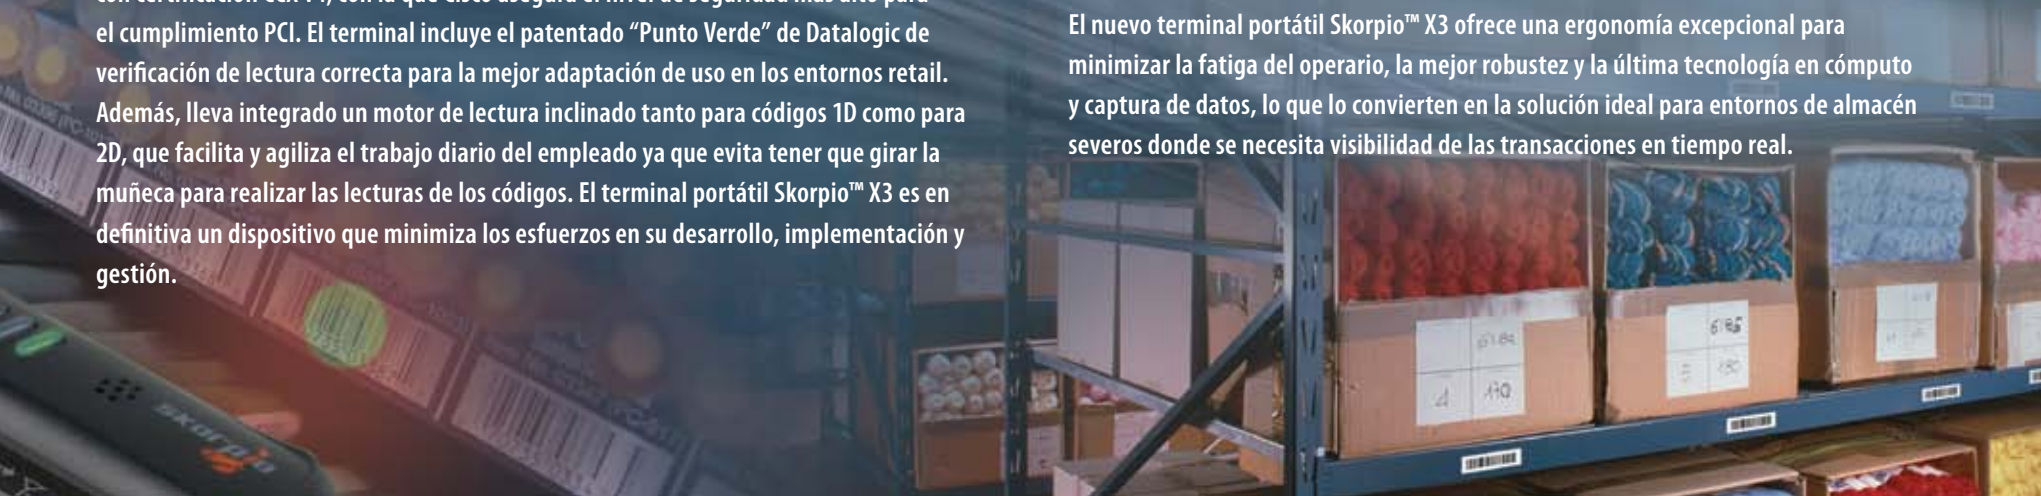 el cumplimiento PCI. El terminal incluye el patentado “Punto Verde” de Datalogic de
verificación de lectura correcta para la mejor adaptación de uso en los entornos retail.
Además, lleva integrado un motor de lectura inclinado tanto para códigos 1D como para
2D, que facilita y agiliza el trabajo diario del empleado ya que evita tener que girar la
muñeca para realizar las lecturas de los códigos. El terminal portátil Skorpio™ X3 es en
definitiva un dispositivo que minimiza los esfuerzos en su desarrollo, implementación y
gestión.
El nuevo terminal portátil Skorpio™ X3 ofrece una ergonomía excepcional para
minimizar la fatiga del operario, la mejor robustez y la última tecnología en cómputo
y captura de datos, lo que lo convierten en la solución ideal para entornos de almacén
severos donde se necesita visibilidad de las transacciones en tiempo real.
skorpio